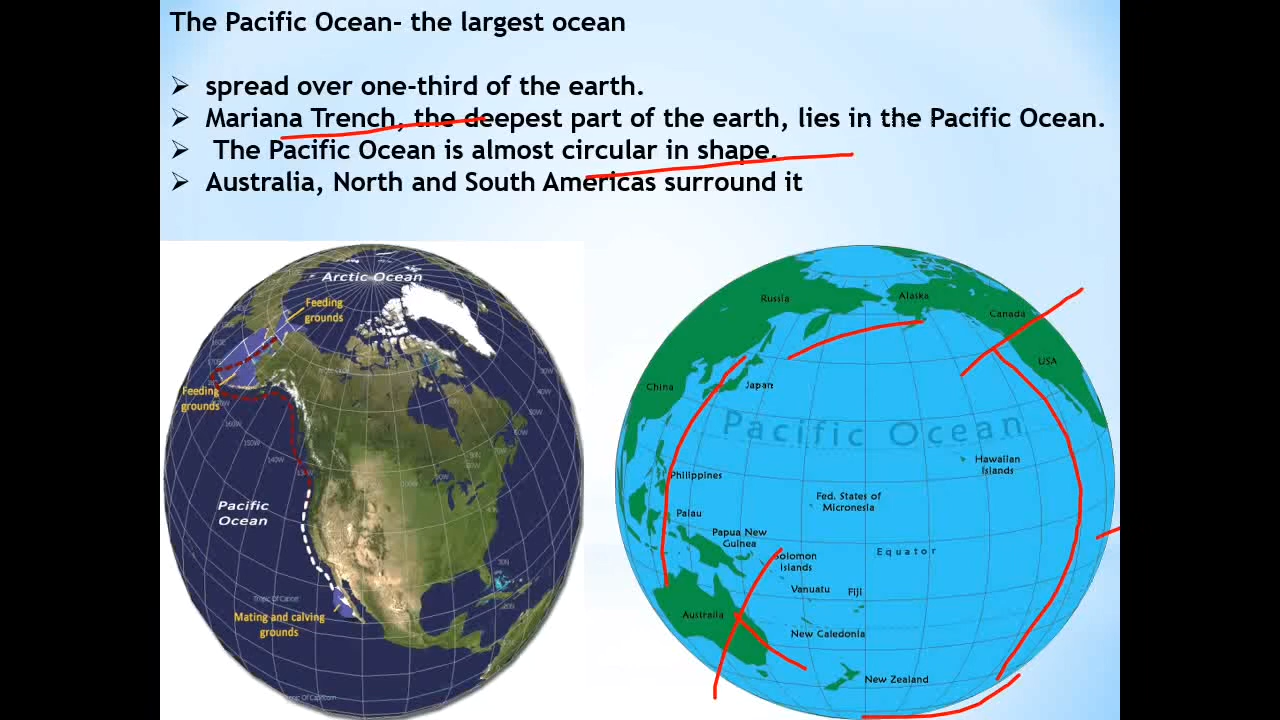 The Pacific Ocean- the largest ocean
➢ spread over one-third of the earth.
➢ Mariana Trench, the deepest part of the earth, lies in the Pacific Ocean.
➢ The Pacific Ocean is almost circular in shape.
➢ Australia, North and South Americas surround it
Arctic Ocean
Feeding
grounds
Feeding
grounds
Pacific
Ocean
Tropic Of Cancer
Mating and calving
grounds
Russia
Alaska
Canada
USA
China
Japan
Pacific Ocean
Hawaiian
Islands
Philippines
Fed. States of
Micronesia
Palau
Papua New
Guinea
Equator
Solomon
Islands
Vanuatu
Fiji
Australia
New Caledonia
New Zealand